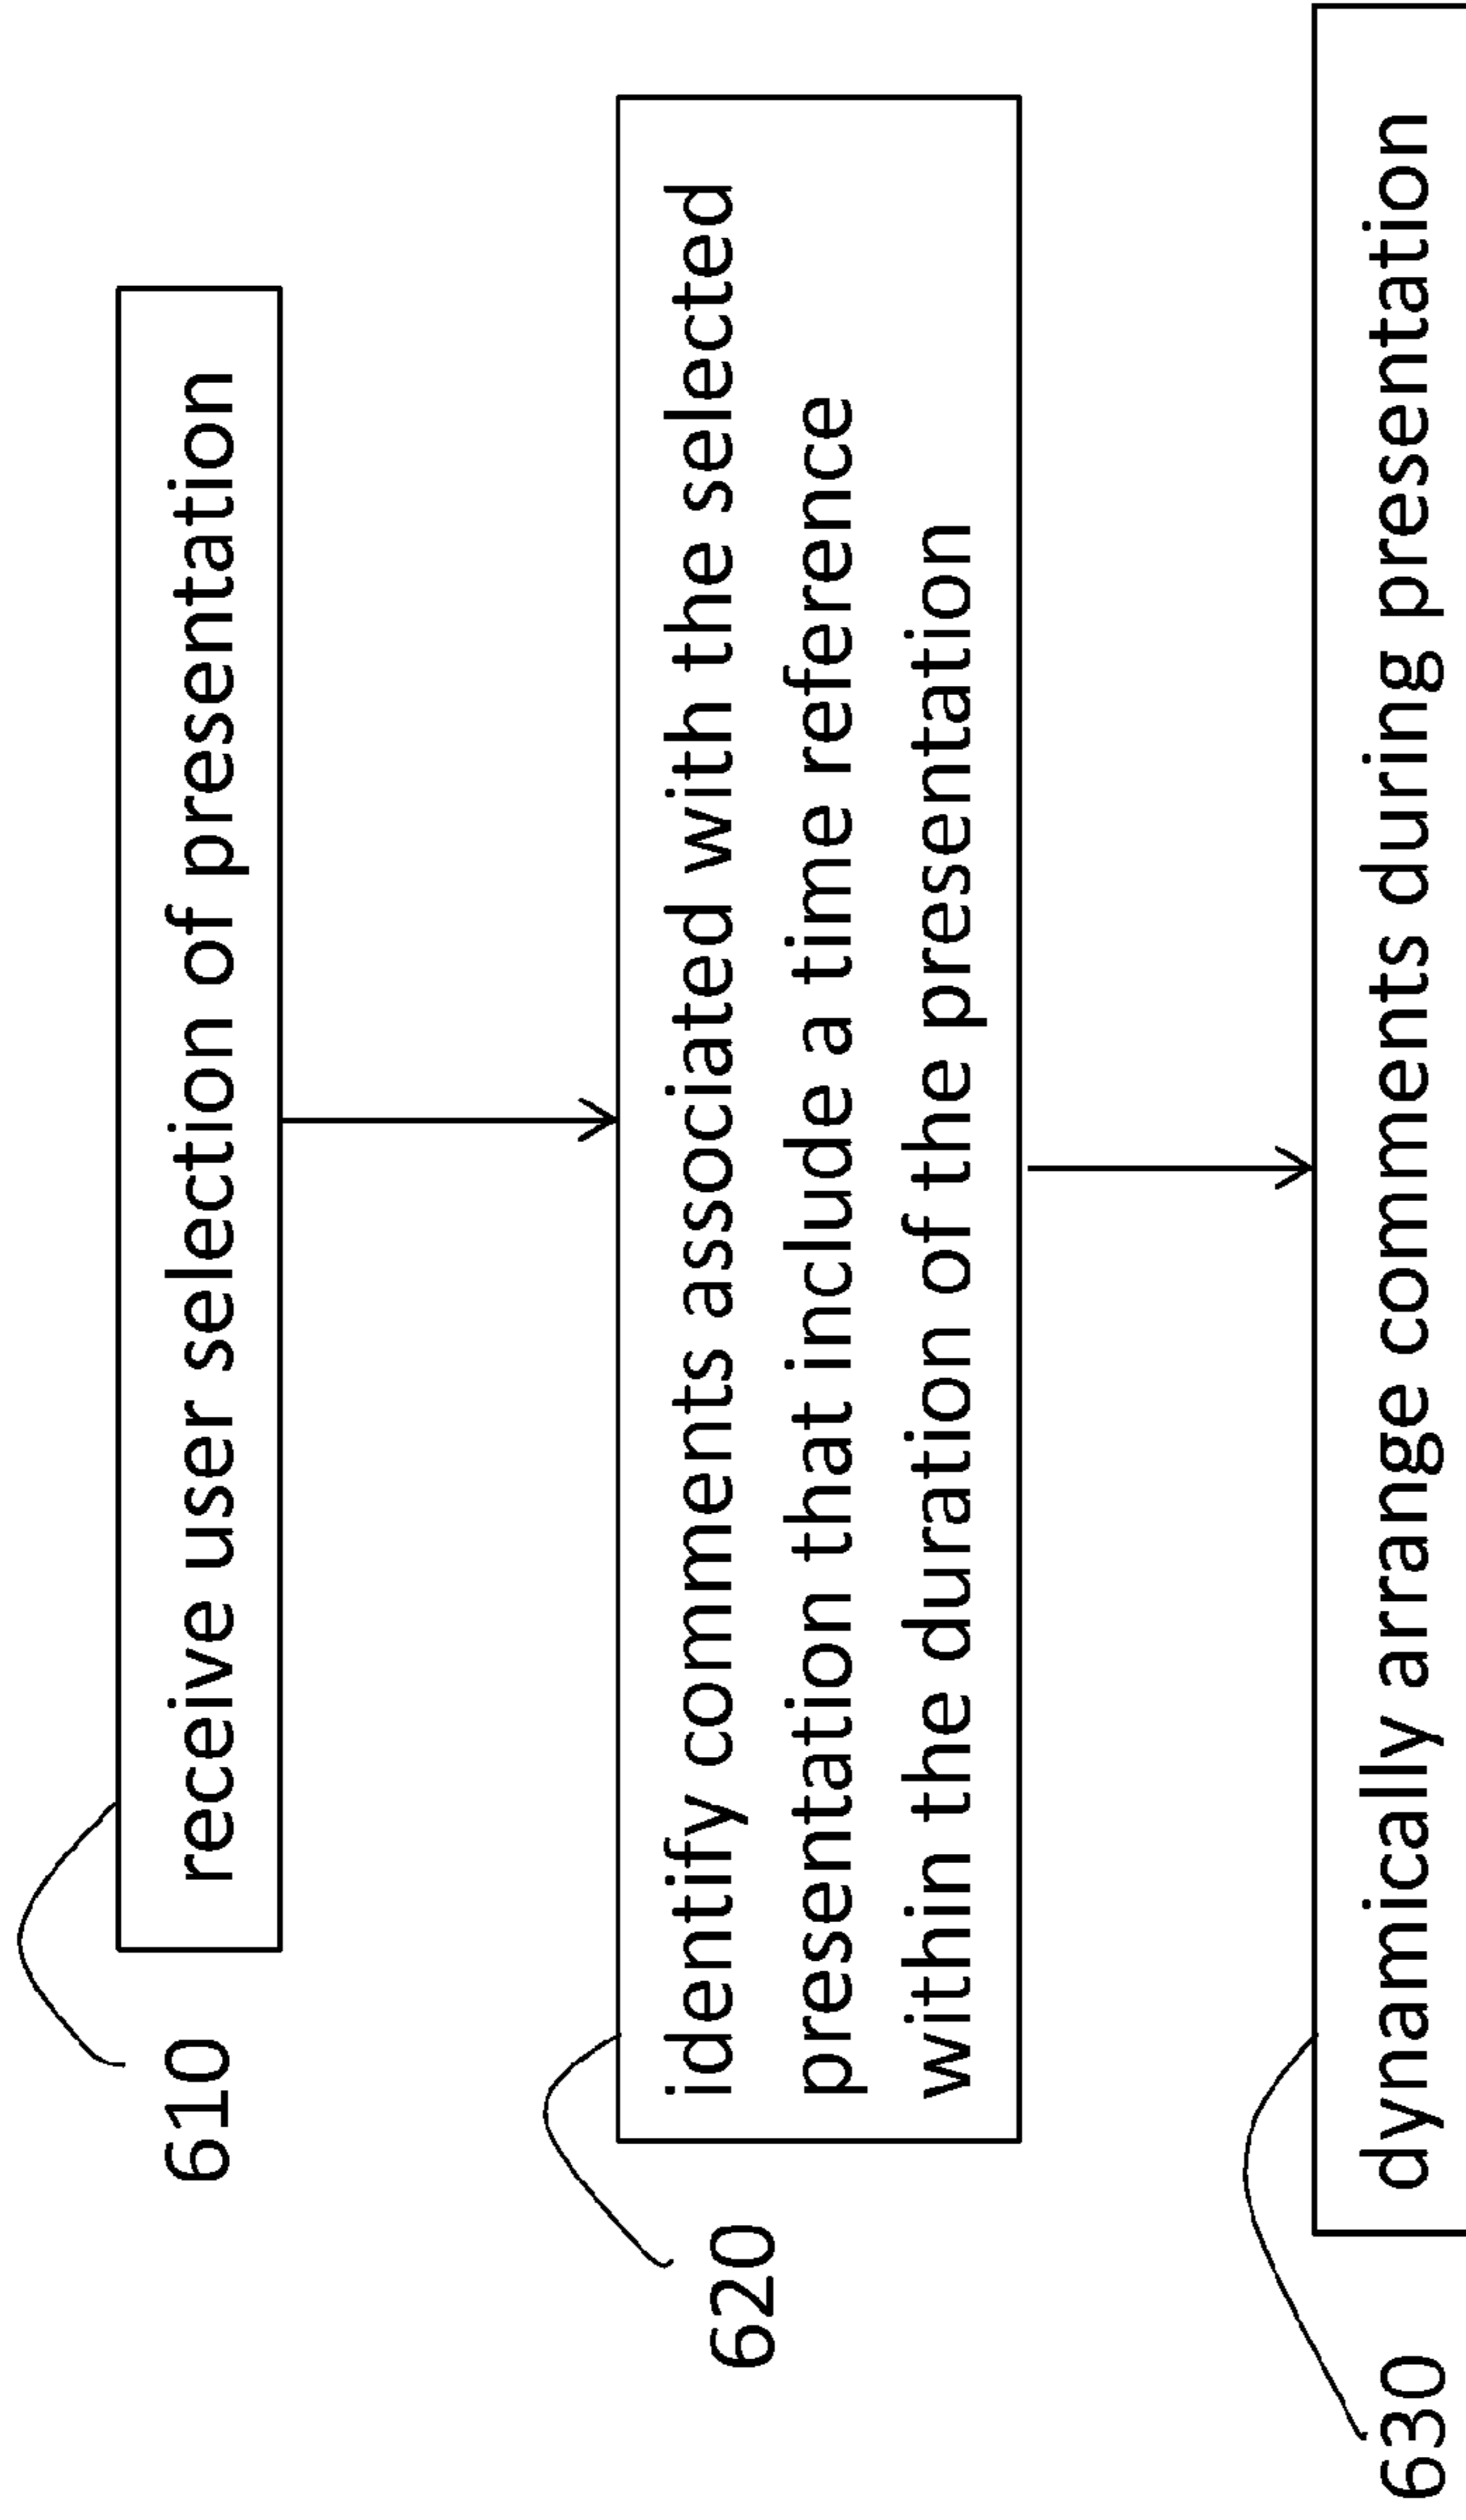 610
receive user selection of presentation
620
identify comments associated with the selected
presentation that include a time reference
within the duration of the presentation
630
dynamically arrange comments during presentation